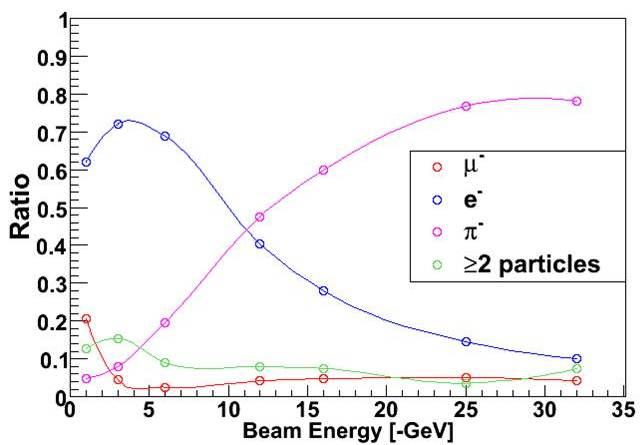 1
0.9
0.8
0.7
0.6
0.5
0.4
0.3
0.2
0.1
0
Ratio
μ-
e-
π-
≥2 particles
0 5 10 15 20 25 30 35
Beam Energy [-GeV]